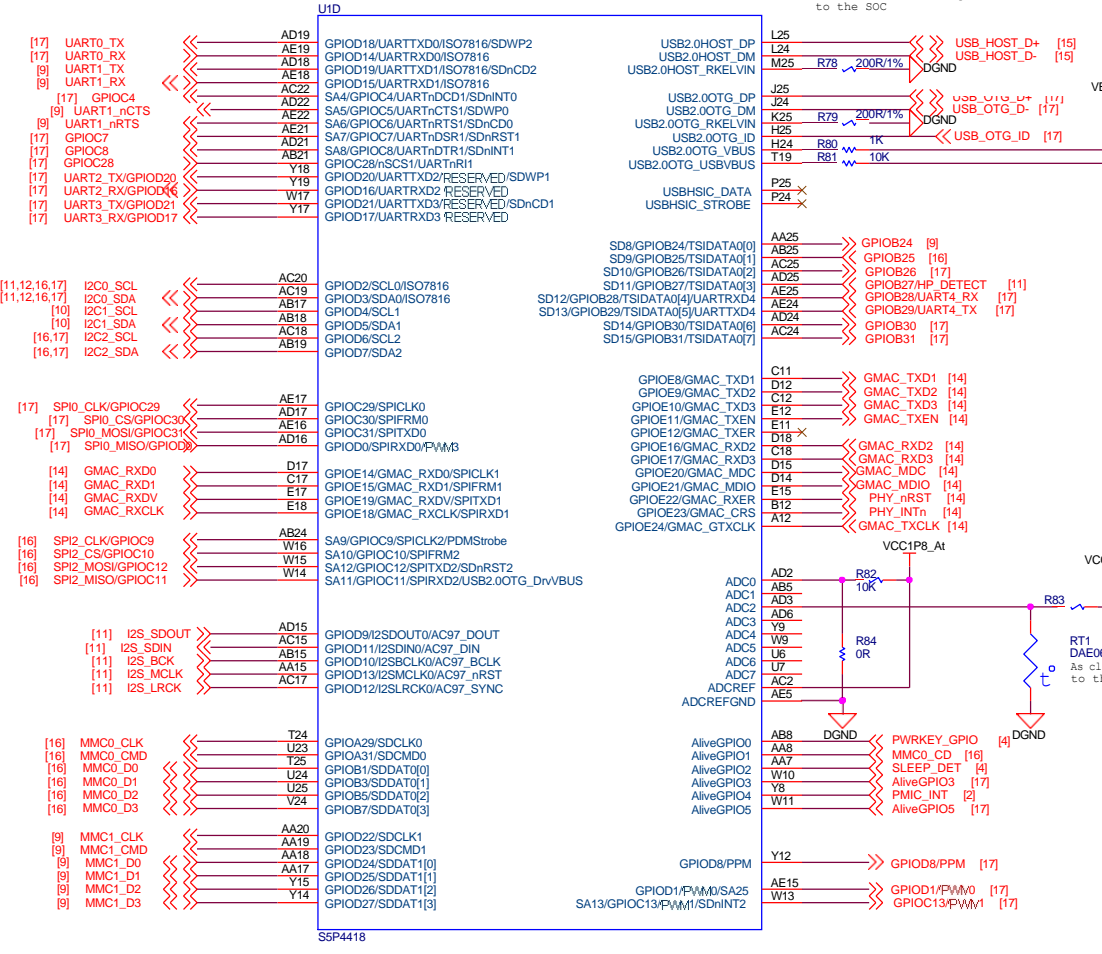 to the SOC
U1D
[17] UART0_TX AD19 GPIOD18/UARTTXD0/ISO7816/SDWP2
[17] UART0_RX AE19 GPIOD14/UARTRXD0/ISO7816
[9] UART1_TX AD18 GPIOD19/UARTTXD1/ISO7816/SDnCD2
[9] UART1_RX AE18 GPIOD15/UARTRXD1/ISO7816
[17] GPIOC4 AC22 SA4/GPIOC4/UARTnDCD1/SDnINT0
[9] UART1_nCTS AD22 SA5/GPIOC5/UARTnCTS1/SDWP0
[9] UART1_nRTS AE22 SA6/GPIOC6/UARTnRTS1/SDnCD0
[17] GPIOC7 AE21 SA7/GPIOC7/UARTnDSR1/SDnRST1
[17] GPIOC8 AD21 SA8/GPIOC8/UARTnDTR1/SDnINT1
[17] GPIOC28 AB21 GPIOC28/nSCS1/UARTnRI1
[17] UART2_TX/GPIOD20 Y18 GPIOD20/UARTTXD2/RESERVED/SDWP1
[17] UART2_RX/GPIOD16 Y19 GPIOD16/UARTRXD2 RESERVED
[17] UART3_TX/GPIOD21 W17 GPIOD21/UARTTXD3/RESERVED/SDnCD1
[17] UART3_RX/GPIOD17 Y17 GPIOD17/UARTRXD3 RESERVED
[11,12,16,17] I2C0_SCL AC20 GPIOD2/SCL0/ISO7816
[11,12,16,17] I2C0_SDA AC19 GPIOD3/SDA0/ISO7816
[10] I2C1_SCL AB17 GPIOD4/SCL1
[10] I2C1_SDA AB18 GPIOD5/SDA1
[16,17] I2C2_SCL AC18 GPIOD6/SCL2
[16,17] I2C2_SDA AB19 GPIOD7/SDA2
[17] SPI0_CLK/GPIOC29 AE17 GPIOC29/SPICLK0
[17] SPI0_CS/GPIOC30 AD17 GPIOC30/SPIFRM0
[17] SPI0_MOSI/GPIOC31 AE16 GPIOC31/SPITXD0
[17] SPI0_MISO/GPIOD0 AD16 GPIOD0/SPIRXD0/PWM3
[14] GMAC_RXD0 D17 GPIOE14/GMAC_RXD0/SPICLK1
[14] GMAC_RXD1 C17 GPIOE15/GMAC_RXD1/SPIFRM1
[14] GMAC_RXDV E17 GPIOE19/GMAC_RXDV/SPITXD1
[14] GMAC_RXCLK E18 GPIOE18/GMAC_RXCLK/SPIRXD1
[16] SPI2_CLK/GPIOC9 AB24 SA9/GPIOC9/SPICLK2/PDMStrobe
[16] SPI2_CS/GPIOC10 W16 SA10/GPIOC10/SPIFRM2
[16] SPI2_MOSI/GPIOC12 W15 SA12/GPIOC12/SPITXD2/SDnRST2
[16] SPI2_MISO/GPIOC11 W14 SA11/GPIOC11/SPIRXD2/USB2.0OTG_DrvVBUS
[11] I2S_SDOUT AD15 GPIOD9/I2SDOUT0/AC97_DOUT
[11] I2S_SDIN AC15 GPIOD11/I2SDIN0/AC97_DIN
[11] I2S_BCK AB15 GPIOD10/I2SBCLK0/AC97_BCLK
[11] I2S_MCLK AA15 GPIOD13/I2SMCLK0/AC97_nRST
[11] I2S_LRCK AC17 GPIOD12/I2SLRCK0/AC97_SYNC
[16] MMC0_CLK T24 GPIOA29/SDCLK0
[16] MMC0_CMD U23 GPIOA31/SDCMD0
[16] MMC0_D0 T25 GPIOB1/SDDAT0[0]
[16] MMC0_D1 U24 GPIOB3/SDDAT0[1]
[16] MMC0_D2 U25 GPIOB5/SDDAT0[2]
[16] MMC0_D3 V24 GPIOB7/SDDAT0[3]
[9] MMC1_CLK AA20 GPIOD22/SDCLK1
[9] MMC1_CMD AA19 GPIOD23/SDCMD1
[9] MMC1_D0 AA18 GPIOD24/SDDAT1[0]
[9] MMC1_D1 AA17 GPIOD25/SDDAT1[1]
[9] MMC1_D2 Y15 GPIOD26/SDDAT1[2]
[9] MMC1_D3 Y14 GPIOD27/SDDAT1[3]
USB2.0HOST_DP L25 USB_HOST_D+ [15]
USB2.0HOST_DM L24 USB_HOST_D- [15]
USB2.0HOST_RKELVIN M25 R78 200R/1% DGND
USB2.0OTG_DP J25 USB_OTG_D+ [17]
USB2.0OTG_DM J24 USB_OTG_D- [17]
USB2.0OTG_RKELVIN K25 R79 200R/1% DGND
USB2.0OTG_ID H25 USB_OTG_ID [17]
USB2.0OTG_VBUS H24 R80 1K
USB2.0OTG_USBVBUS T19 R81 10K
USBHSIC_DATA P25
USBHSIC_STROBE P24
SD8/GPIOB24/TSIDATA0[0] AA25 GPIOB24 [9]
SD9/GPIOB25/TSIDATA0[1] AB25 GPIOB25 [16]
SD10/GPIOB26/TSIDATA0[2] AC25 GPIOB26 [17]
SD11/GPIOB27/TSIDATA0[3] AD25 GPIOB27/HP_DETECT [11]
SD12/GPIOB28/TSIDATA0[4]/UARTRXD4 AE25 GPIOB28/UART4_RX [17]
SD13/GPIOB29/TSIDATA0[5]/UARTTXD4 AE24 GPIOB29/UART4_TX [17]
SD14/GPIOB30/TSIDATA0[6] AD24 GPIOB30 [17]
SD15/GPIOB31/TSIDATA0[7] AC24 GPIOB31 [17]
GPIOE8/GMAC_TXD1 C11 GMAC_TXD1 [14]
GPIOE9/GMAC_TXD2 D12 GMAC_TXD2 [14]
GPIOE10/GMAC_TXD3 C12 GMAC_TXD3 [14]
GPIOE11/GMAC_TXEN E12 GMAC_TXEN [14]
GPIOE12/GMAC_TXER E11
GPIOE16/GMAC_RXD2 D18 GMAC_RXD2 [14]
GPIOE17/GMAC_RXD3 C18 GMAC_RXD3 [14]
GPIOE20/GMAC_MDC D15 GMAC_MDC [14]
GPIOE21/GMAC_MDIO D14 GMAC_MDIO [14]
GPIOE22/GMAC_RXER E15 PHY_nRST [14]
GPIOE23/GMAC_CRS B12 PHY_INTn [14]
GPIOE24/GMAC_GTXCLK A12 GMAC_TXCLK [14]
VCC1P8_At
ADC0 AD2 R82 10K
ADC1 AB5
ADC2 AD3 R83
ADC3 AD6
ADC4 Y9 R84 0R
ADC5 W9
ADC6 U6
ADC7 U7
ADCREF AC2
ADCREFGND AE5
RT1
As cl
to th
t°
DGND
DGND
AliveGPIO0 AB8 PWRKEY_GPIO [4]
AliveGPIO1 AA8 MMC0_CD [16]
AliveGPIO2 AA7 SLEEP_DET [4]
AliveGPIO3 W10 AliveGPIO3 [17]
AliveGPIO4 Y8 PMIC_INT [2]
AliveGPIO5 W11 AliveGPIO5 [17]
GPIOD8/PPM Y12 GPIOD8/PPM [17]
GPIOD1/PWM0/SA25 AE15 GPIOD1/PWM0 [17]
SA13/GPIOC13/PWM1/SDnINT2 W13 GPIOC13/PWM1 [17]
S5P4418